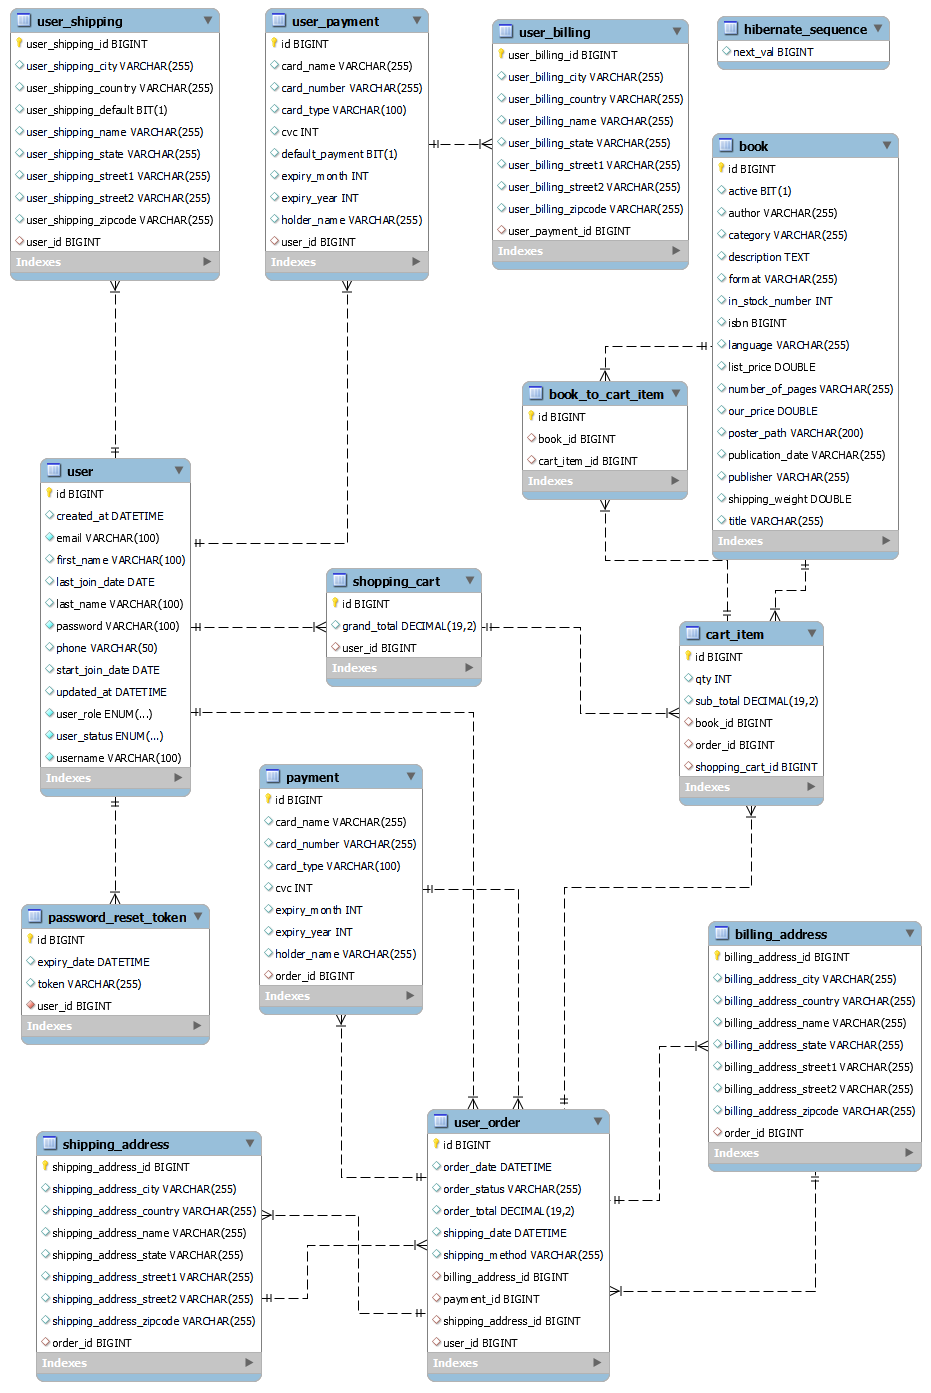 user_shipping
user_shipping_id BIGINT
user_shipping_city VARCHAR(255)
user_shipping_country VARCHAR(255)
user_shipping_default BIT(1)
user_shipping_name VARCHAR(255)
user_shipping_state VARCHAR(255)
user_shipping_street1 VARCHAR(255)
user_shipping_street2 VARCHAR(255)
user_shipping_zipcode VARCHAR(255)
user_id BIGINT
Indexes
user_payment
id BIGINT
card_name VARCHAR(255)
card_number VARCHAR(255)
card_type VARCHAR(100)
cvc INT
default_payment BIT(1)
expiry_month INT
expiry_year INT
holder_name VARCHAR(255)
user_id BIGINT
Indexes
user_billing
user_billing_id BIGINT
user_billing_city VARCHAR(255)
user_billing_country VARCHAR(255)
user_billing_name VARCHAR(255)
user_billing_state VARCHAR(255)
user_billing_street1 VARCHAR(255)
user_billing_street2 VARCHAR(255)
user_billing_zipcode VARCHAR(255)
user_payment_id BIGINT
Indexes
hibernate_sequence
next_val BIGINT
book
id BIGINT
active BIT(1)
author VARCHAR(255)
category VARCHAR(255)
description TEXT
format VARCHAR(255)
in_stock_number INT
isbn BIGINT
language VARCHAR(255)
list_price DOUBLE
number_of_pages VARCHAR(255)
our_price DOUBLE
poster_path VARCHAR(200)
publication_date VARCHAR(255)
publisher VARCHAR(255)
shipping_weight DOUBLE
title VARCHAR(255)
Indexes
book_to_cart_item
id BIGINT
book_id BIGINT
cart_item_id BIGINT
Indexes
user
id BIGINT
created_at DATETIME
email VARCHAR(100)
first_name VARCHAR(100)
last_join_date DATE
last_name VARCHAR(100)
password VARCHAR(100)
phone VARCHAR(50)
start_join_date DATE
updated_at DATETIME
user_role ENUM(...)
user_status ENUM(...)
username VARCHAR(100)
Indexes
shopping_cart
id BIGINT
grand_total DECIMAL(19,2)
user_id BIGINT
Indexes
cart_item
id BIGINT
qty INT
sub_total DECIMAL(19,2)
book_id BIGINT
order_id BIGINT
shopping_cart_id BIGINT
Indexes
payment
id BIGINT
card_name VARCHAR(255)
card_number VARCHAR(255)
card_type VARCHAR(100)
cvc INT
expiry_month INT
expiry_year INT
holder_name VARCHAR(255)
order_id BIGINT
Indexes
password_reset_token
id BIGINT
expiry_date DATETIME
token VARCHAR(255)
user_id BIGINT
Indexes
billing_address
billing_address_id BIGINT
billing_address_city VARCHAR(255)
billing_address_country VARCHAR(255)
billing_address_name VARCHAR(255)
billing_address_state VARCHAR(255)
billing_address_street1 VARCHAR(255)
billing_address_street2 VARCHAR(255)
billing_address_zipcode VARCHAR(255)
order_id BIGINT
Indexes
shipping_address
shipping_address_id BIGINT
shipping_address_city VARCHAR(255)
shipping_address_country VARCHAR(255)
shipping_address_name VARCHAR(255)
shipping_address_state VARCHAR(255)
shipping_address_street1 VARCHAR(255)
shipping_address_street2 VARCHAR(255)
shipping_address_zipcode VARCHAR(255)
order_id BIGINT
Indexes
user_order
id BIGINT
order_date DATETIME
order_status VARCHAR(255)
order_total DECIMAL(19,2)
shipping_date DATETIME
shipping_method VARCHAR(255)
billing_address_id BIGINT
payment_id BIGINT
shipping_address_id BIGINT
user_id BIGINT
Indexes